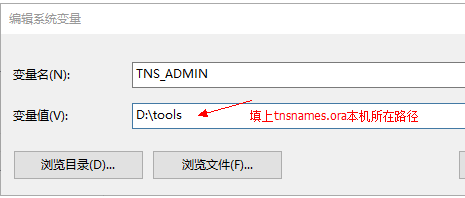 编辑系统变量
变量名(N):
TNS_ADMIN
变量值(V):
D:\tools
填上tnsnames.ora本机所在路径
浏览目录(D)...
浏览文件(F)...